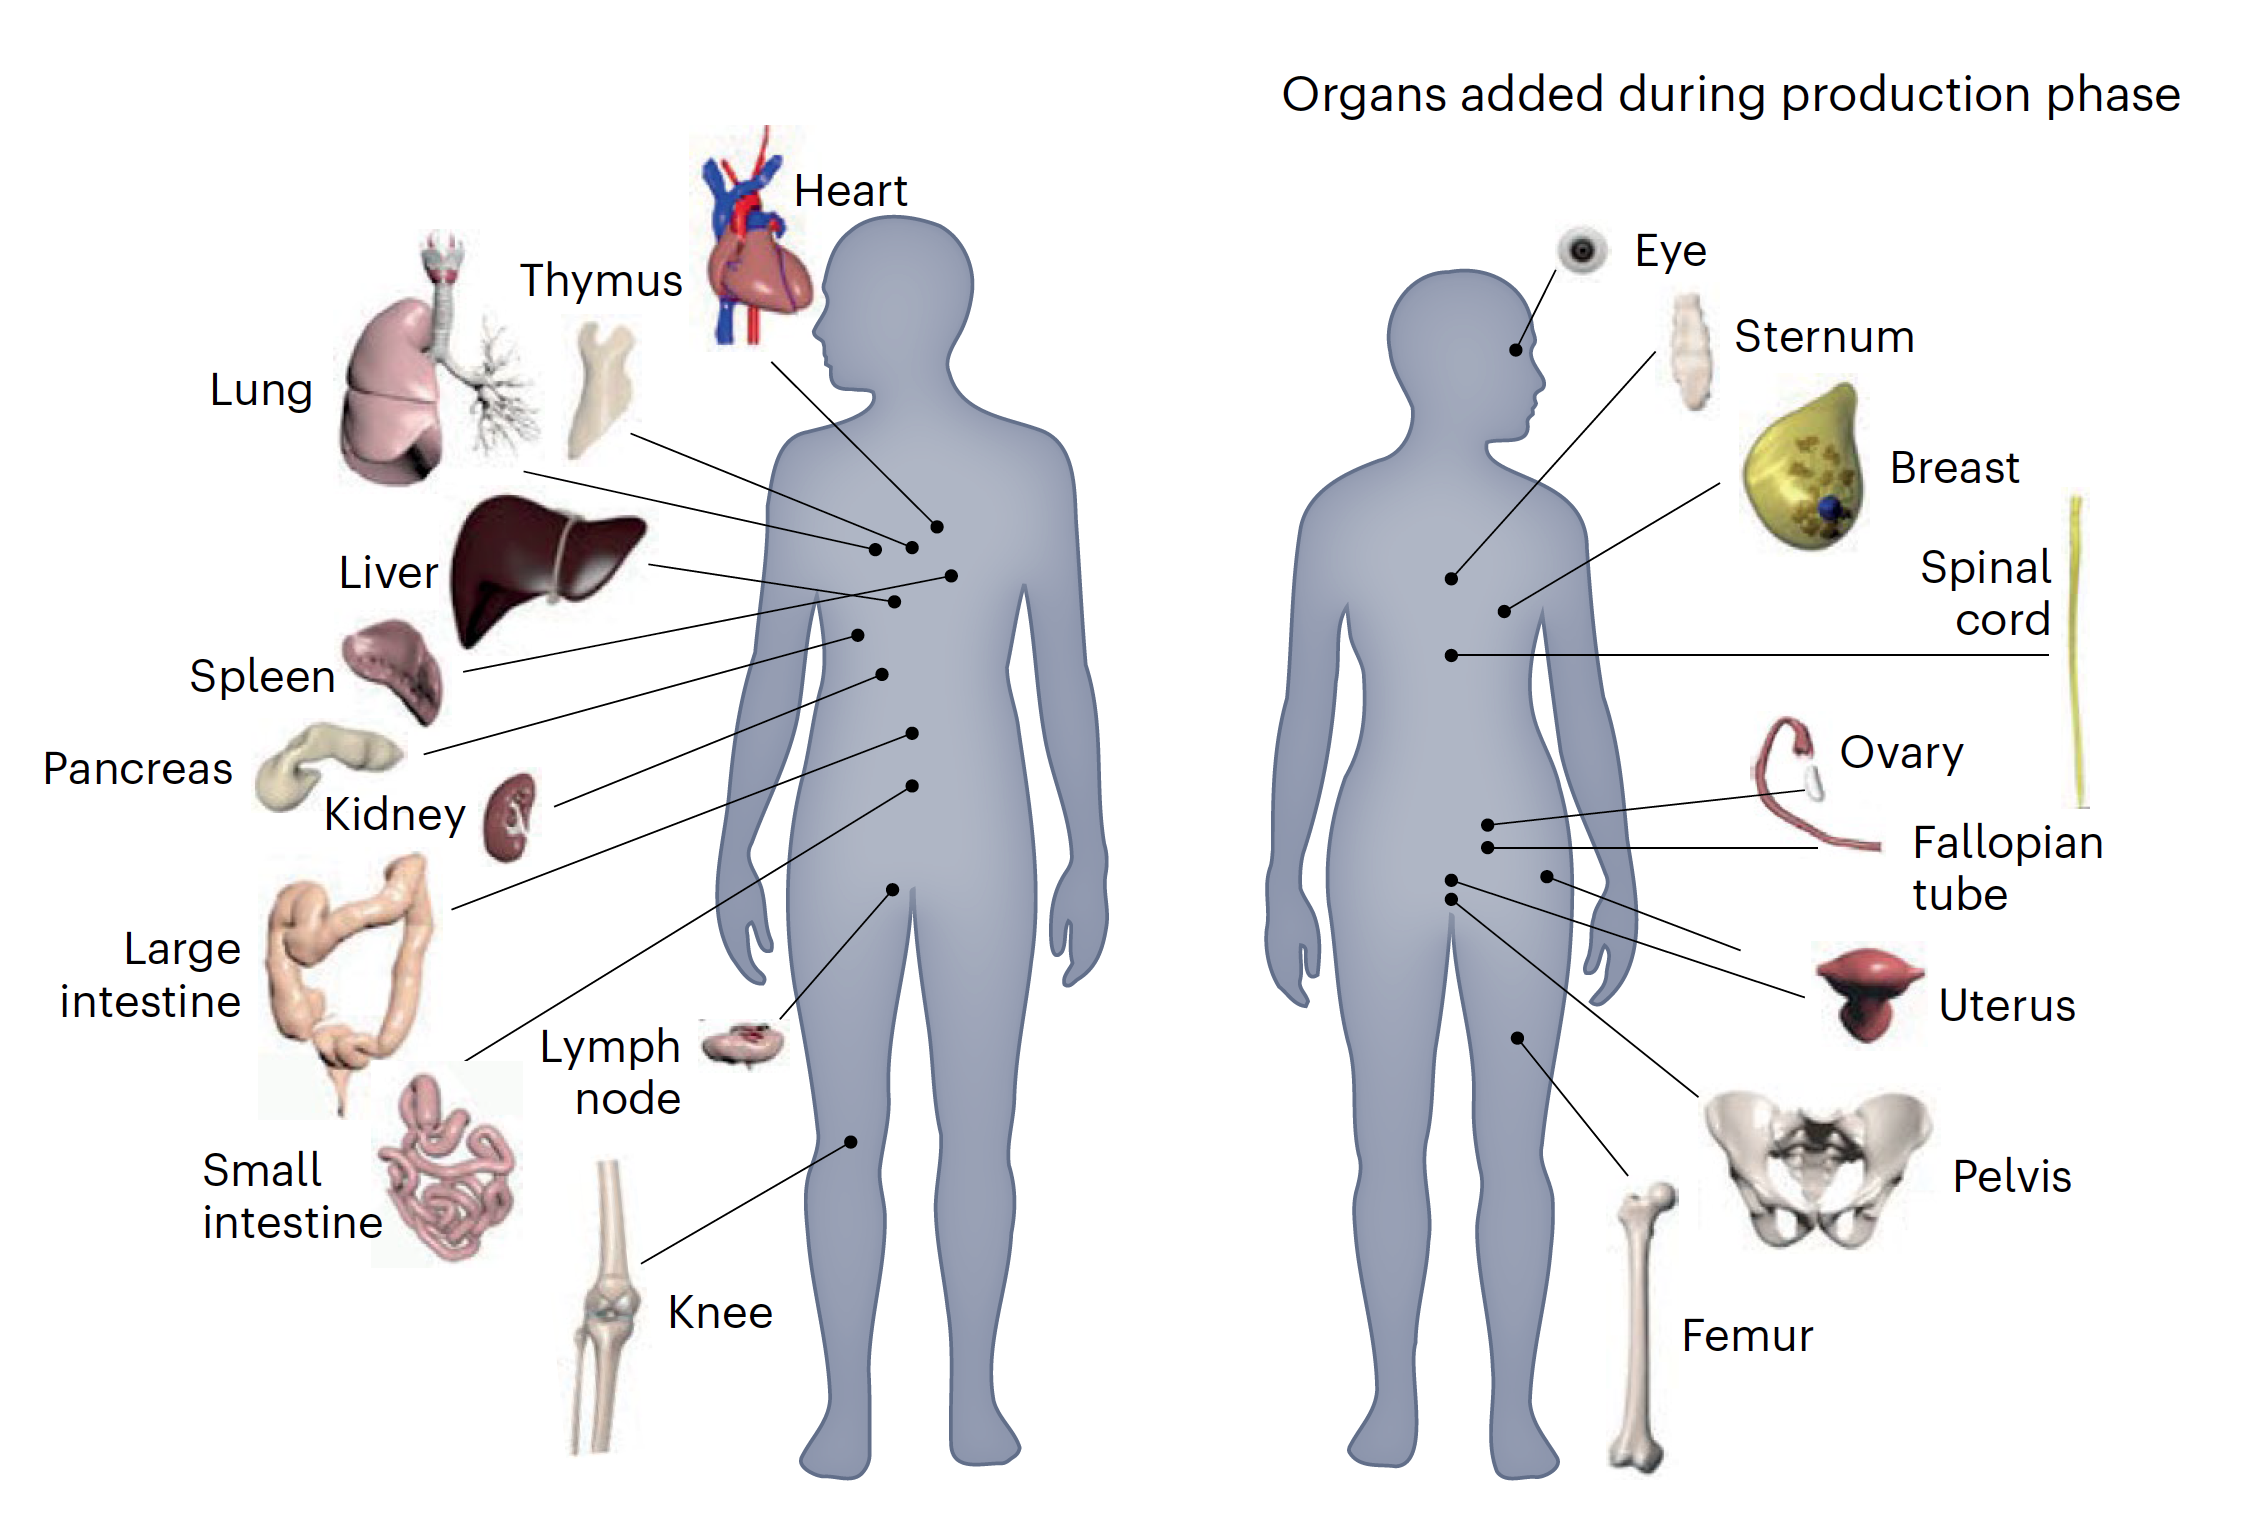 Organs added during production phase
Heart
Thymus
Lung
Liver
Spleen
Pancreas
Kidney
Large
intestine
Lymph
node
Small
intestine
Knee
Eye
Sternum
Breast
Spinal
cord
Ovary
Fallopian
tube
Uterus
Pelvis
Femur